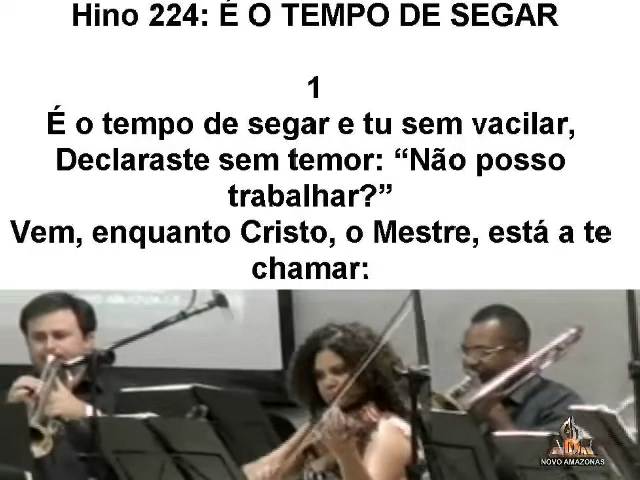 Hino 224: É O TEMPO DE SEGAR
1
É o tempo de segar e tu sem vacilar,
Declaraste sem temor: “Não posso
trabalhar?”
Vem, enquanto Cristo, o Mestre, está a te
chamar:
NOVO AMAZONAS